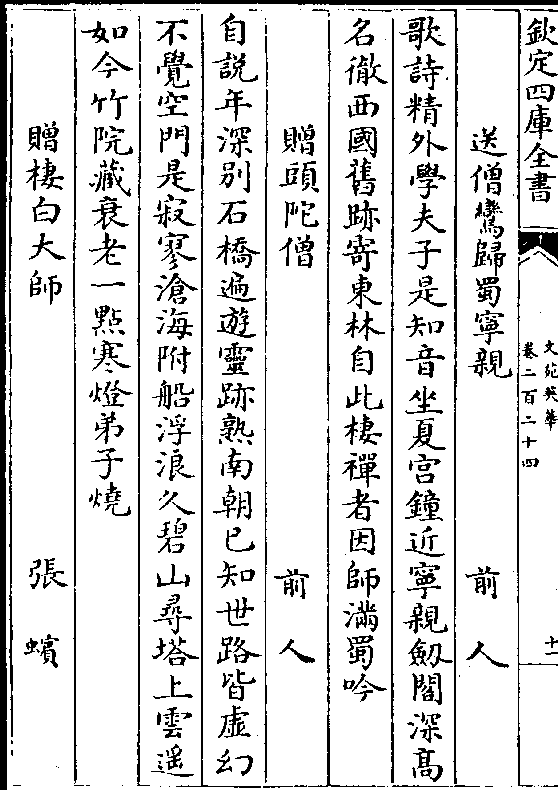 欽定四庫全書
文苑英華
卷二百二十四
十一
送僧鸞歸蜀寧親 前人
歌詩精外學夫子是知音坐夏宫鐘近寧親劔閣深髙
名徹西國舊跡寄東林自此棲禪者因師滿蜀吟
贈頭陀僧 前人
自説年深别石橋遍遊靈跡熟南朝已知世路皆虛幻
不覺空門是寂寥滄海附船浮浪久碧山尋塔上雲遥
如今竹院藏衰老一點寒燈弟子燒
贈棲白大師 張蠙